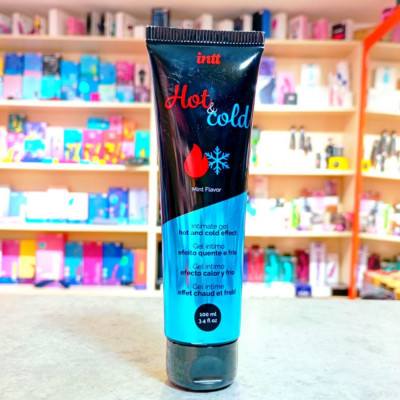 intt
Hot
&
cold
Mint Flavor
Intimate gel
hot and cold effect
Gel íntimo
efeito quente e frio
Gel íntimo
efecto calor y frío
Gel intime
effet chaud et froid
100 ml
3.4 fl oz